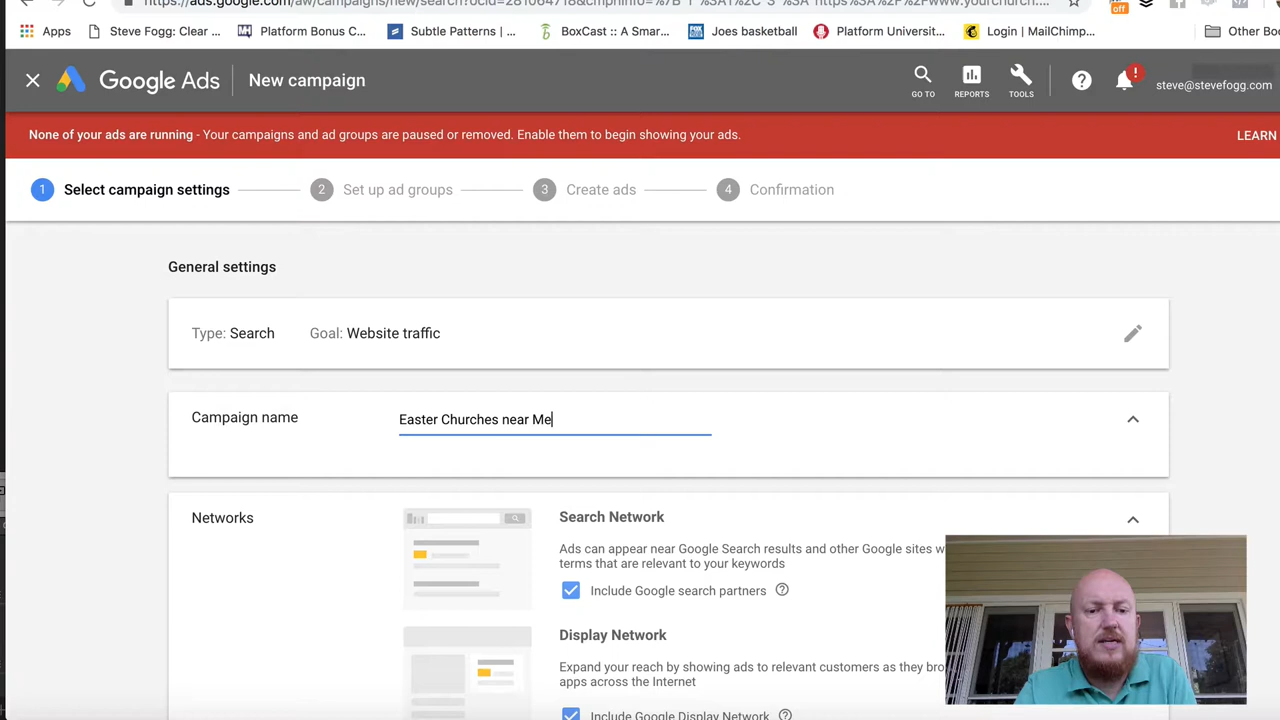 Apps Steve Fogg: Clear ... Platform Bonus C... Subtle Patterns | ... BoxCast :: A Smar... Joes basketball Platform Universit... Login | MailChimp... Other Boo
off
Google Ads New campaign
GO TO REPORTS TOOLS ? ! steve@stevefogg.com
None of your ads are running - Your campaigns and ad groups are paused or removed. Enable them to begin showing your ads. LEARN
1 Select campaign settings 2 Set up ad groups 3 Create ads 4 Confirmation
General settings
Type: Search Goal: Website traffic
Campaign name Easter Churches near Me
Networks
Search Network
Ads can appear near Google Search results and other Google sites w
terms that are relevant to your keywords
Include Google search partners ?
Display Network
Expand your reach by showing ads to relevant customers as they bro
apps across the Internet
Include Google Display Network ?